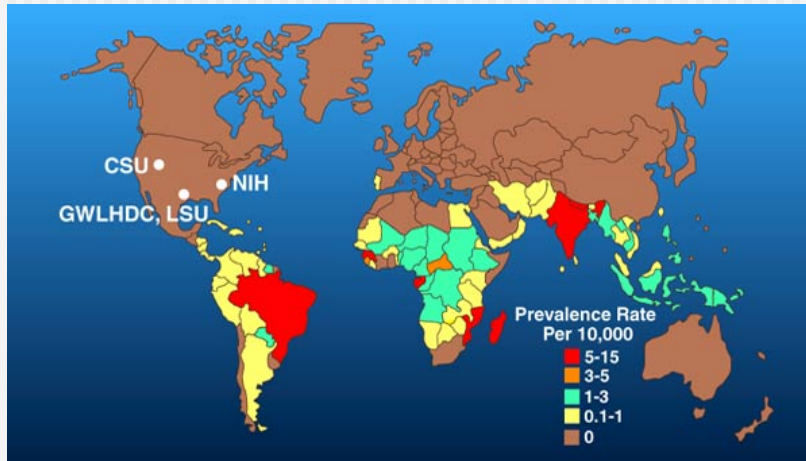 CSU
NIH
GWLHDC, LSU
Prevalence Rate
Per 10,000
5-15
3-5
1-3
0.1-1
0